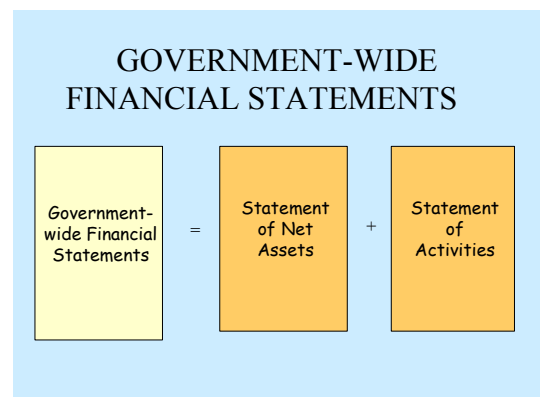 GOVERNMENT-WIDE
FINANCIAL STATEMENTS
Government-
wide Financial
Statements
=
Statement
of Net
Assets
+
Statement
of
Activities